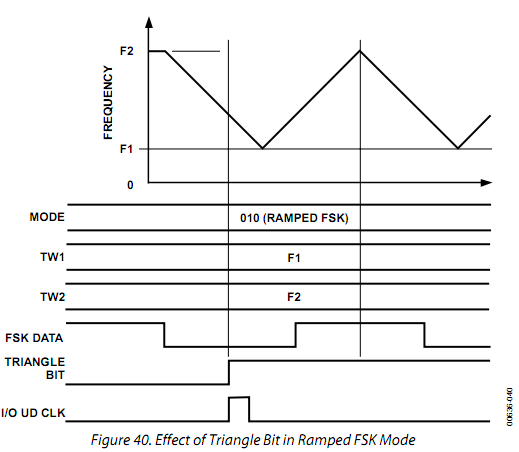 F2
FREQUENCY
F1
0
MODE
010 (RAMPED FSK)
TW1
F1
TW2
F2
FSK DATA
TRIANGLE
BIT
I/O UD CLK
00636-040
Figure 40. Effect of Triangle Bit in Ramped FSK Mode